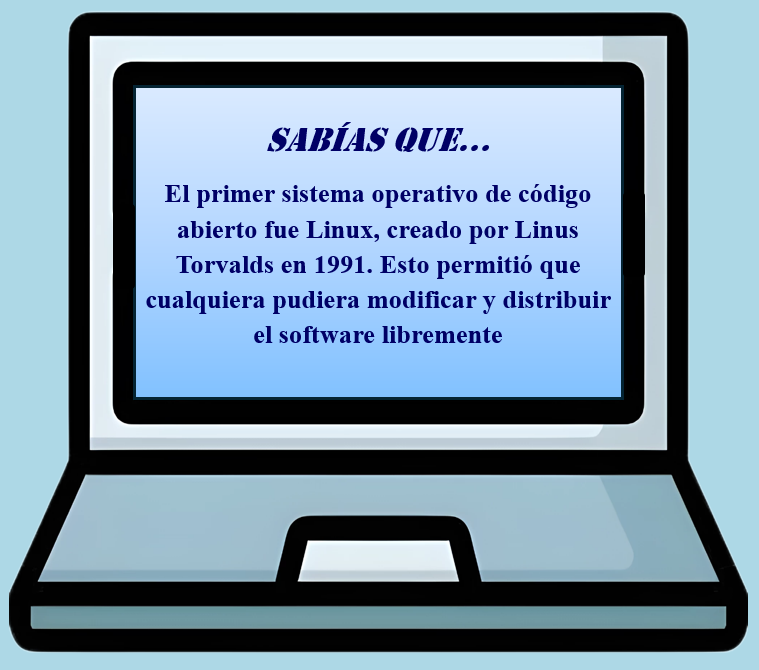 SABÍAS QUE...
El primer sistema operativo de código
abierto fue Linux, creado por Linus
Torvalds en 1991. Esto permitió que
cualquiera pudiera modificar y distribuir
el software libremente